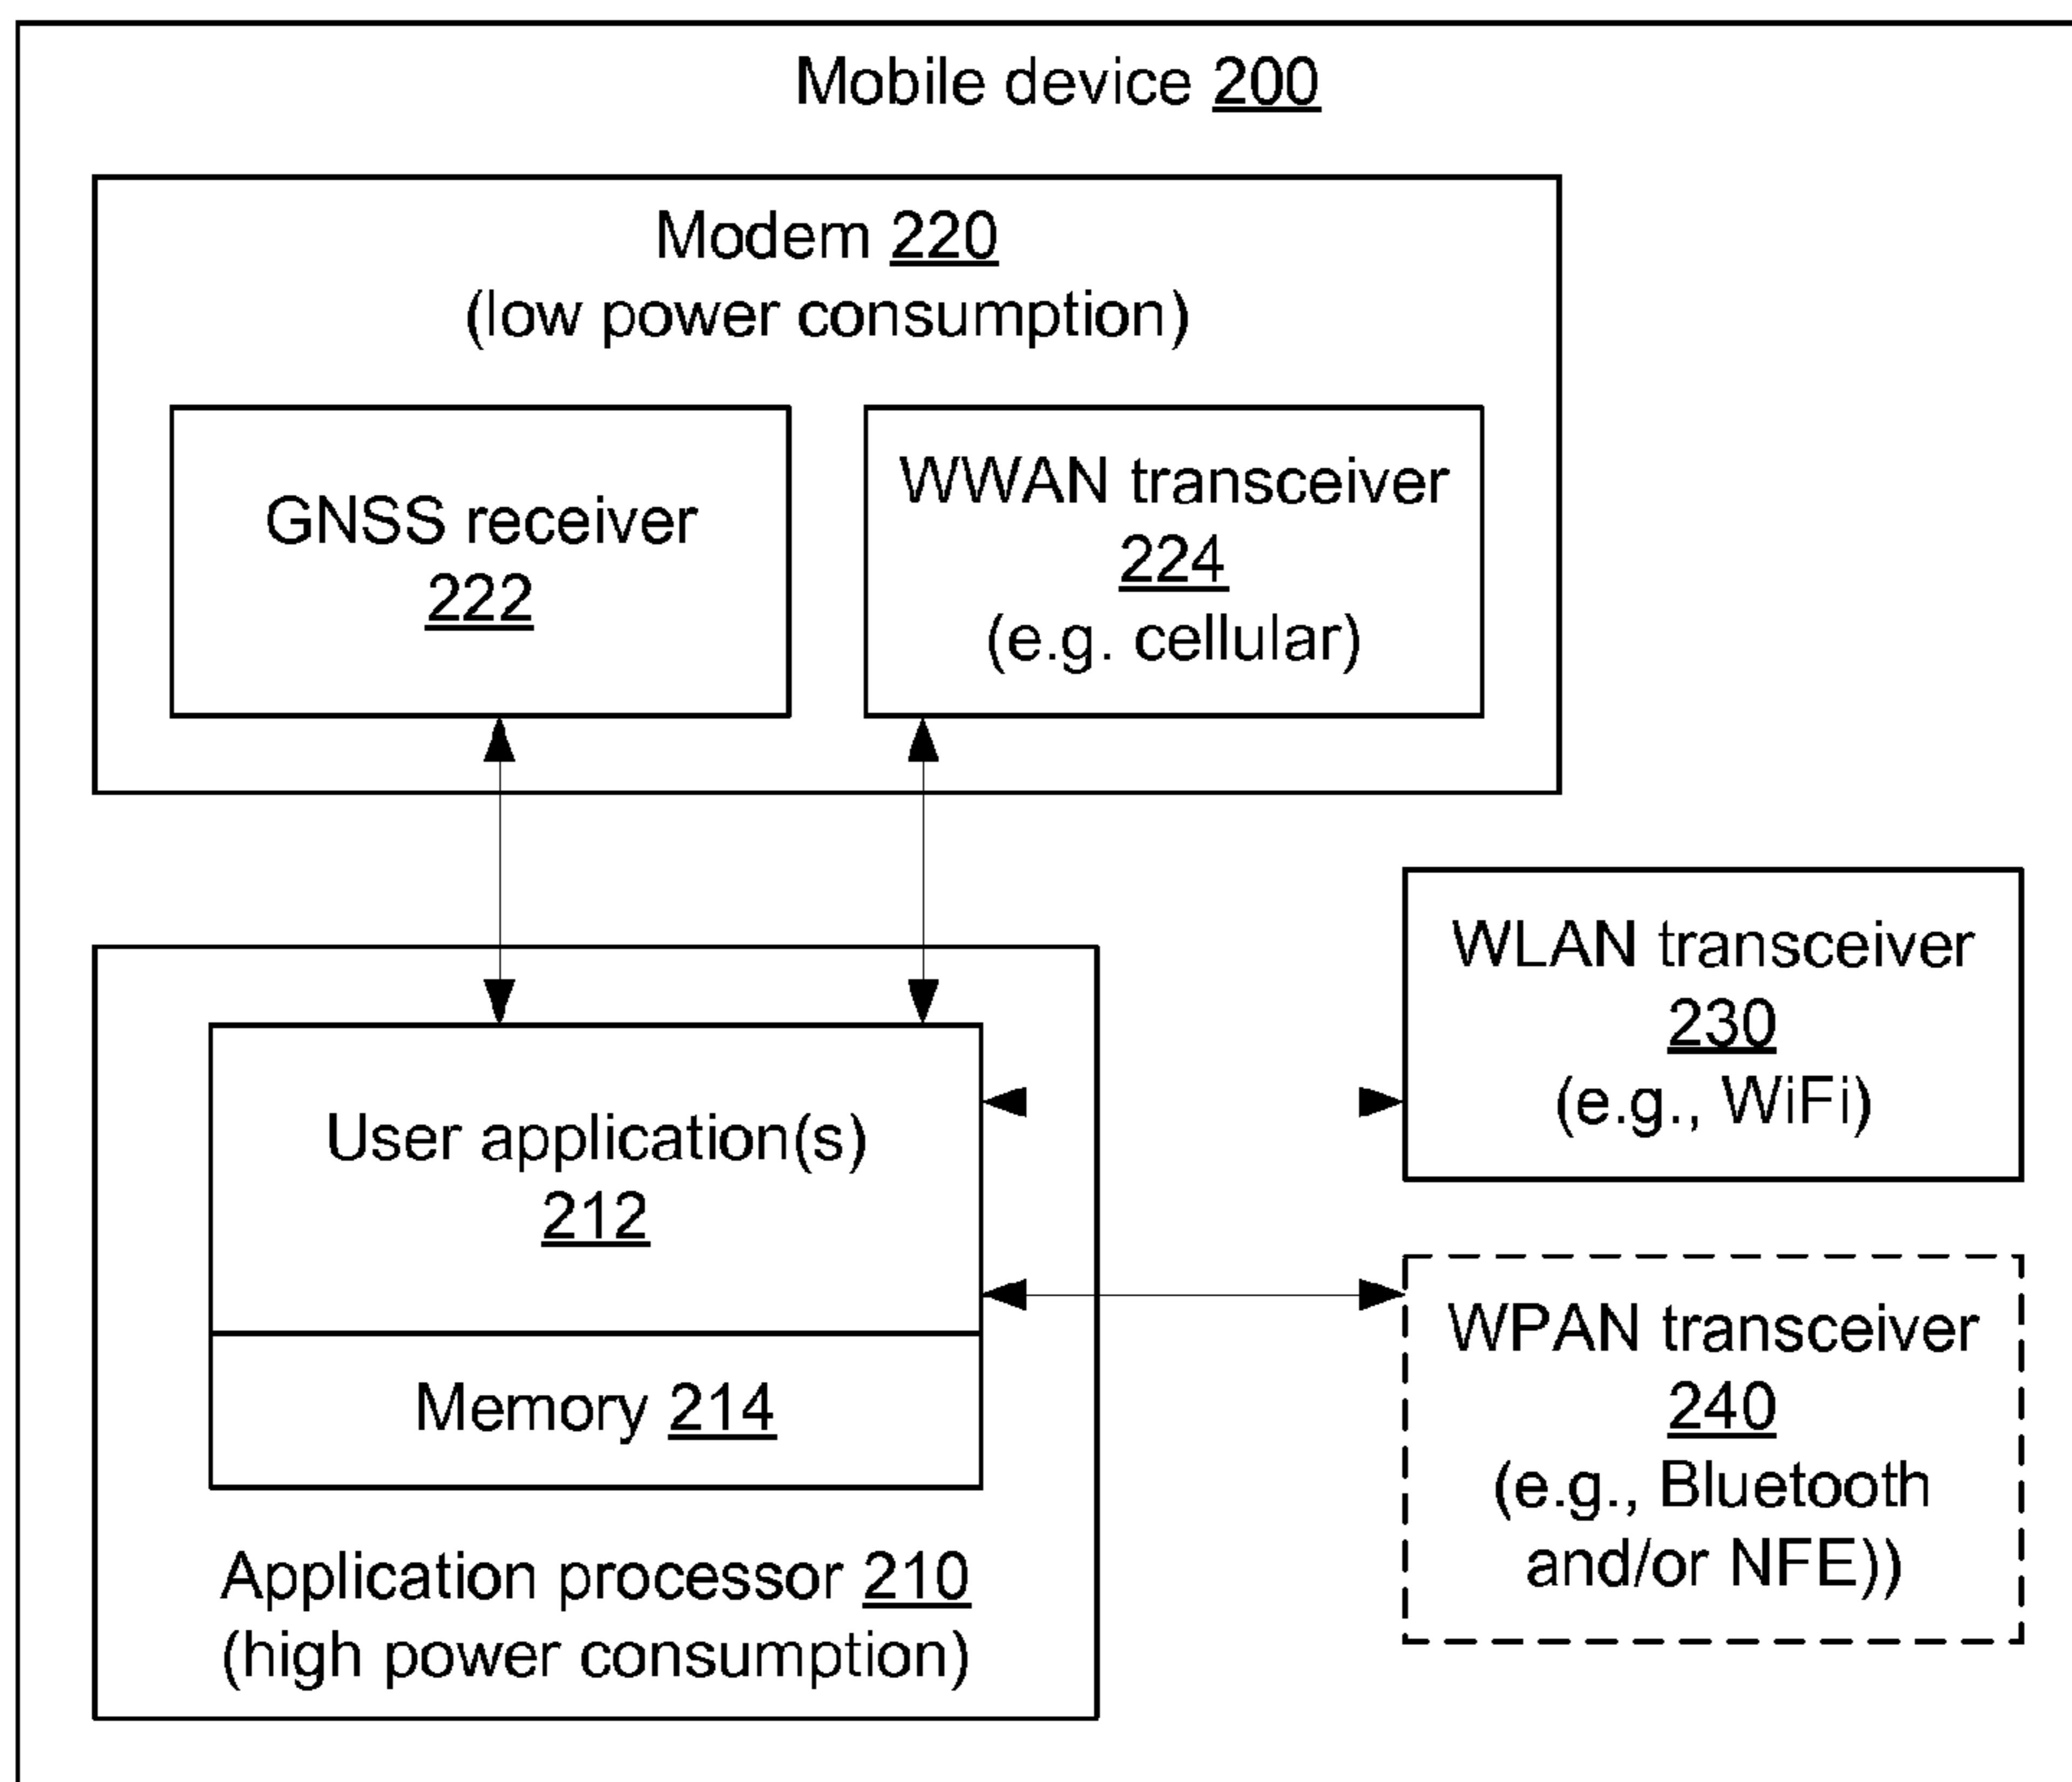 Mobile device 200
Modem 220
(low power consumption)
GNSS receiver
222
WWAN transceiver
224
(e.g. cellular)
WLAN transceiver
230
(e.g., WiFi)
User application(s)
212
Memory 214
Application processor 210
(high power consumption)
WPAN transceiver
240
(e.g., Bluetooth
and/or NFE))